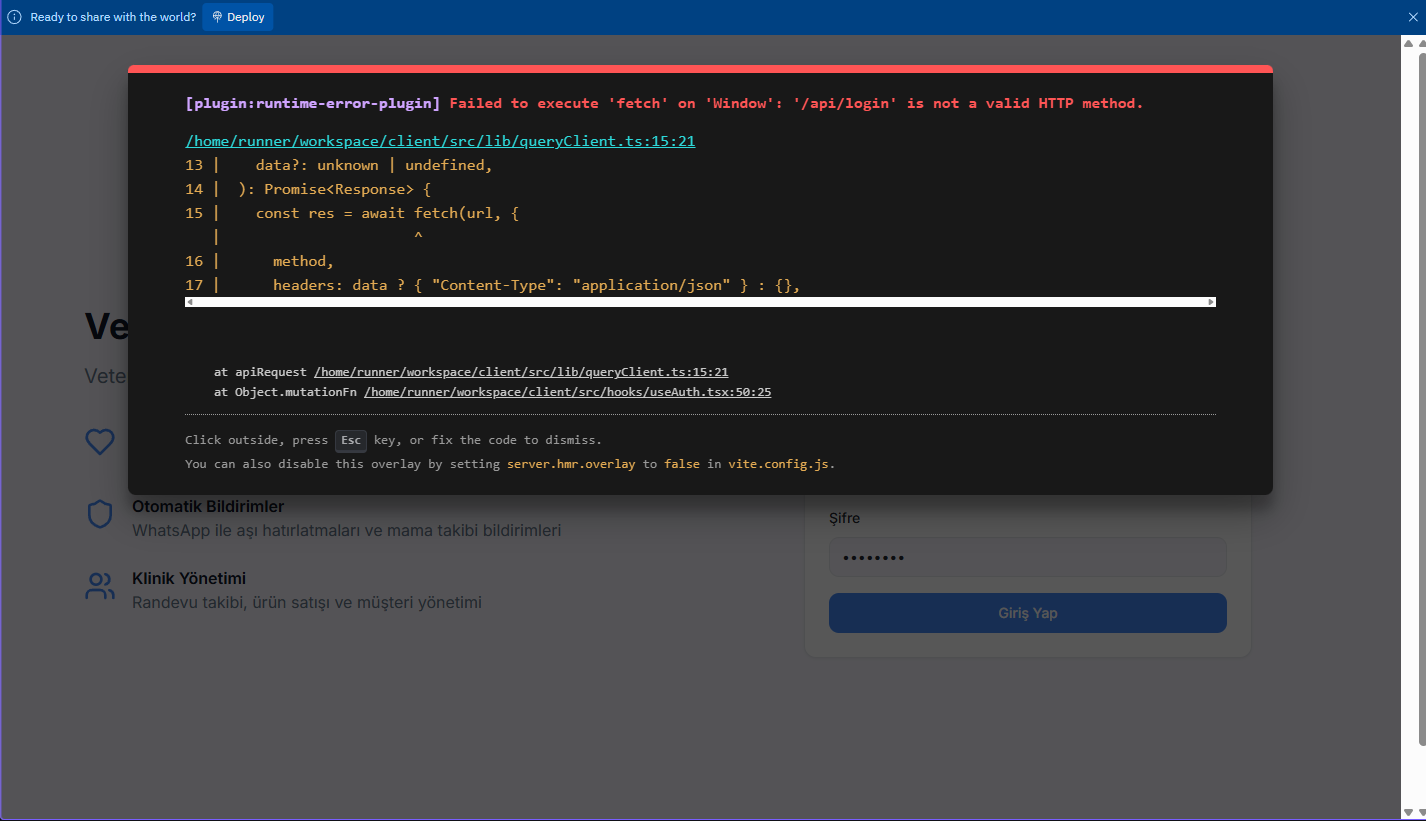 Ready to share with the world? Deploy
[plugin:runtime-error-plugin] Failed to execute 'fetch' on 'Window': '/api/login' is not a valid HTTP method.
/home/runner/workspace/client/src/lib/queryClient.ts:15:21
13 |    data?: unknown | undefined,
14 |  ): Promise<Response> {
15 |    const res = await fetch(url, {
   |                      ^
16 |      method,
17 |      headers: data ? { "Content-Type": "application/json" } : {},
at apiRequest /home/runner/workspace/client/src/lib/queryClient.ts:15:21
at Object.mutationFn /home/runner/workspace/client/src/hooks/useAuth.tsx:50:25
Click outside, press Esc key, or fix the code to dismiss.
You can also disable this overlay by setting server.hmr.overlay to false in vite.config.js.
Ve
Vete
Otomatik Bildirimler
WhatsApp ile aşı hatırlatmaları ve mama takibi bildirimleri
Klinik Yönetimi
Randevu takibi, ürün satışı ve müşteri yönetimi
Şifre
••••••••
Giriş Yap